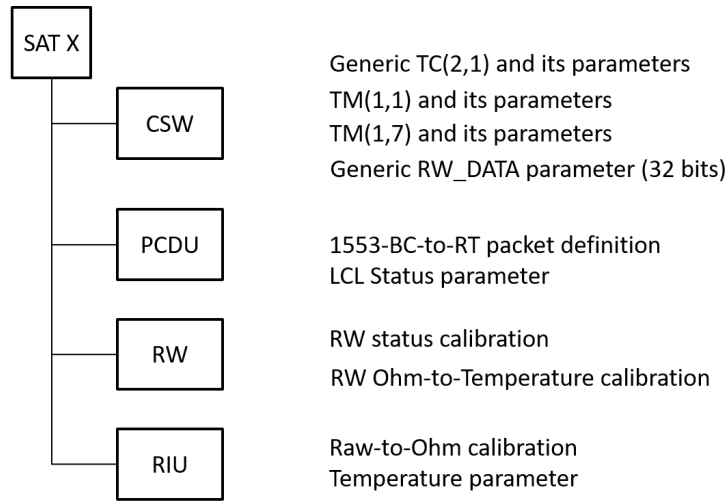 SAT X
CSW
Generic TC(2,1) and its parameters
TM(1,1) and its parameters
TM(1,7) and its parameters
Generic RW_DATA parameter (32 bits)
PCDU
1553-BC-to-RT packet definition
LCL Status parameter
RW
RW status calibration
RW Ohm-to-Temperature calibration
RIU
Raw-to-Ohm calibration
Temperature parameter